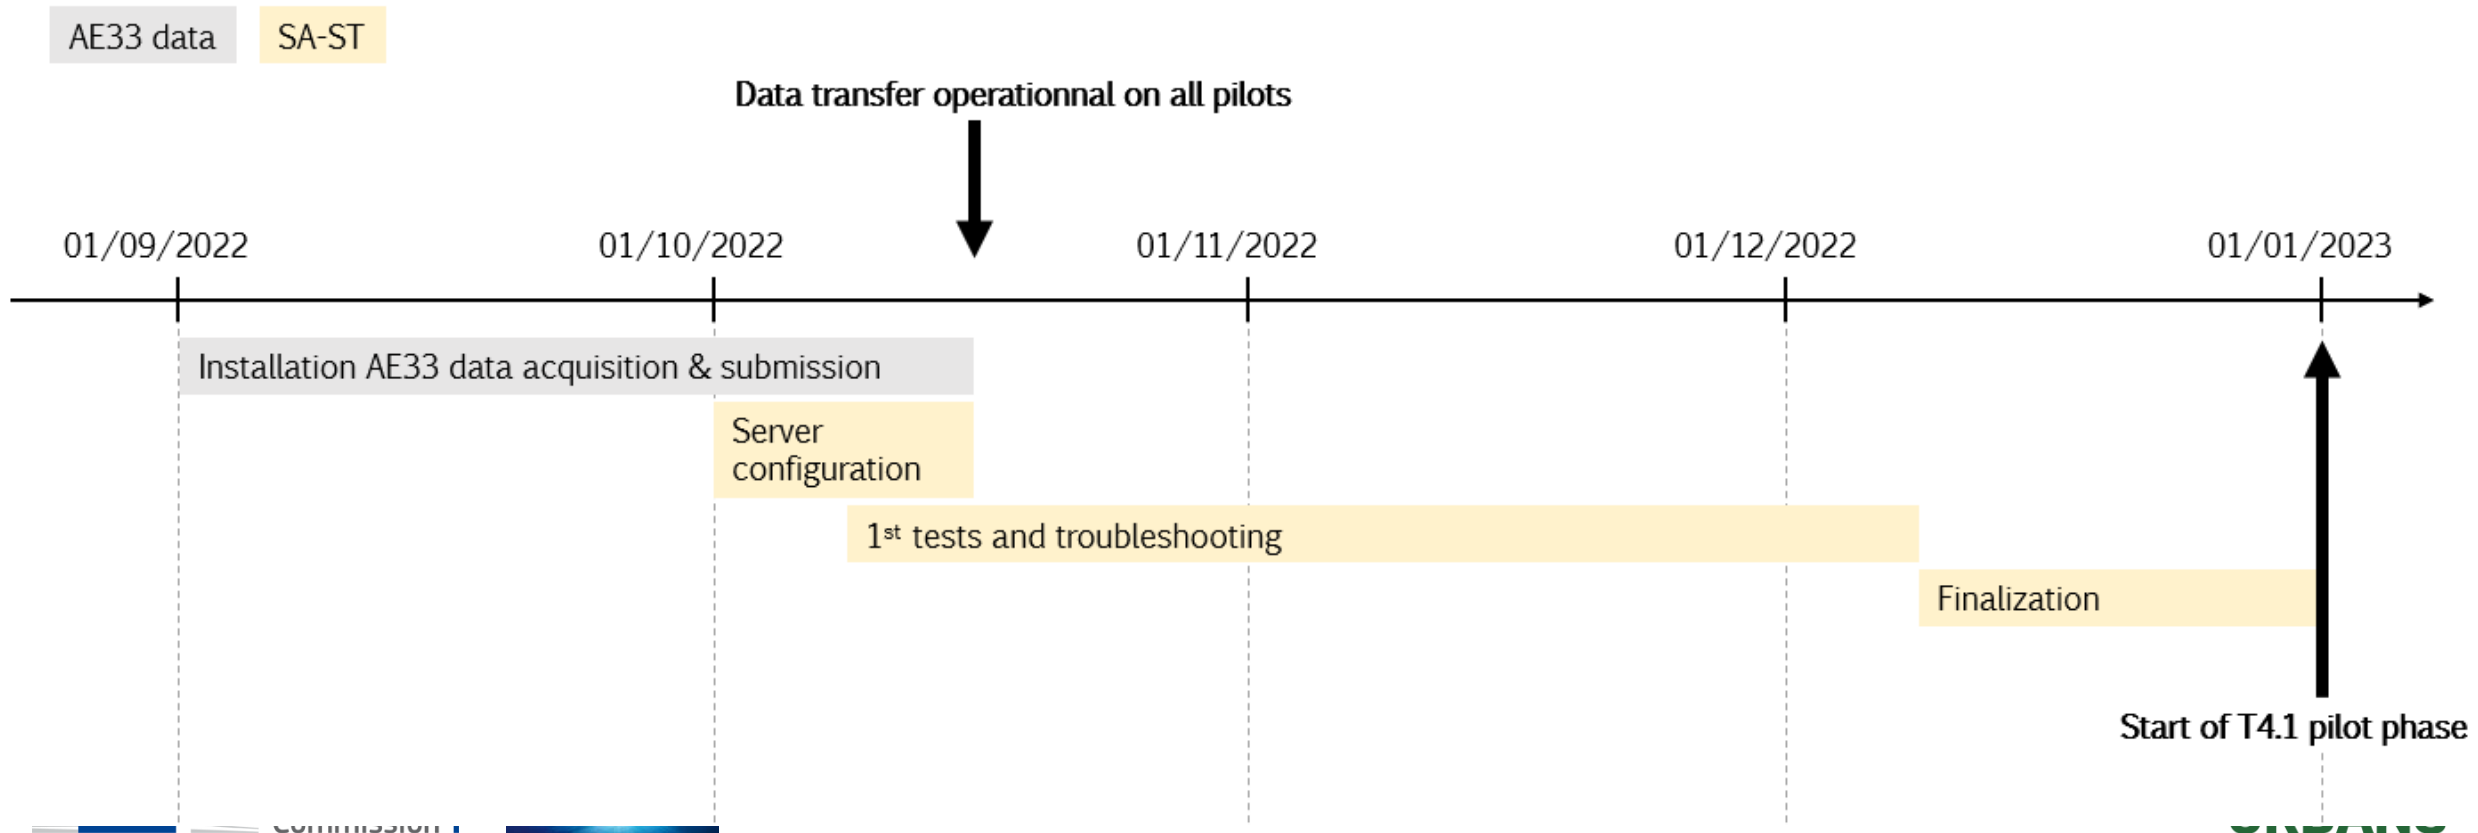 AE33 data
SA-ST
Data transfer operationnal on all pilots
01/09/2022
01/10/2022
01/11/2022
01/12/2022
01/01/2023
Installation AE33 data acquisition & submission
Server
configuration
1st tests and troubleshooting
Finalization
Start of T4.1 pilot phase